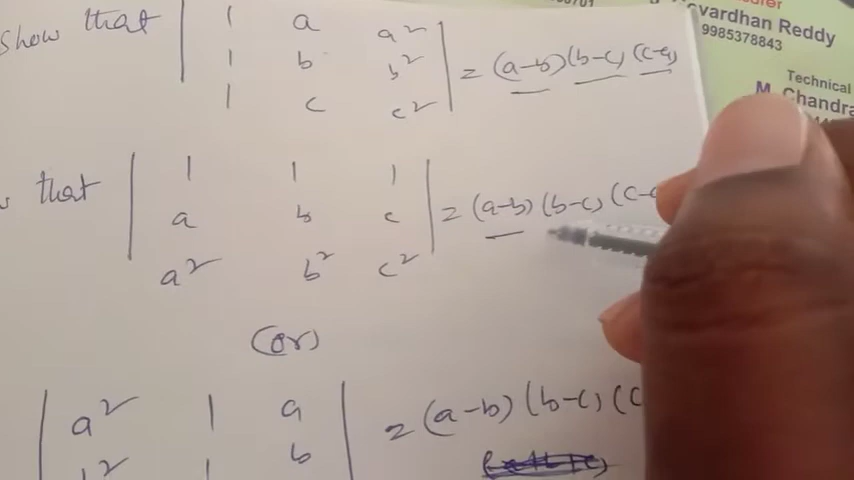 Show that | 1 a a² |
| 1 b b² | = (a-b)(b-c)(c-a)
| 1 c c² |
that | 1 1 1 |
| a b c | = (a-b)(b-c)(c-
| a² b² c² |
(or)
| a² 1 a | = (a-b)(b-c)(c
| b² 1 b |
vardhan Reddy
9985378843
Technical
M. Chandra